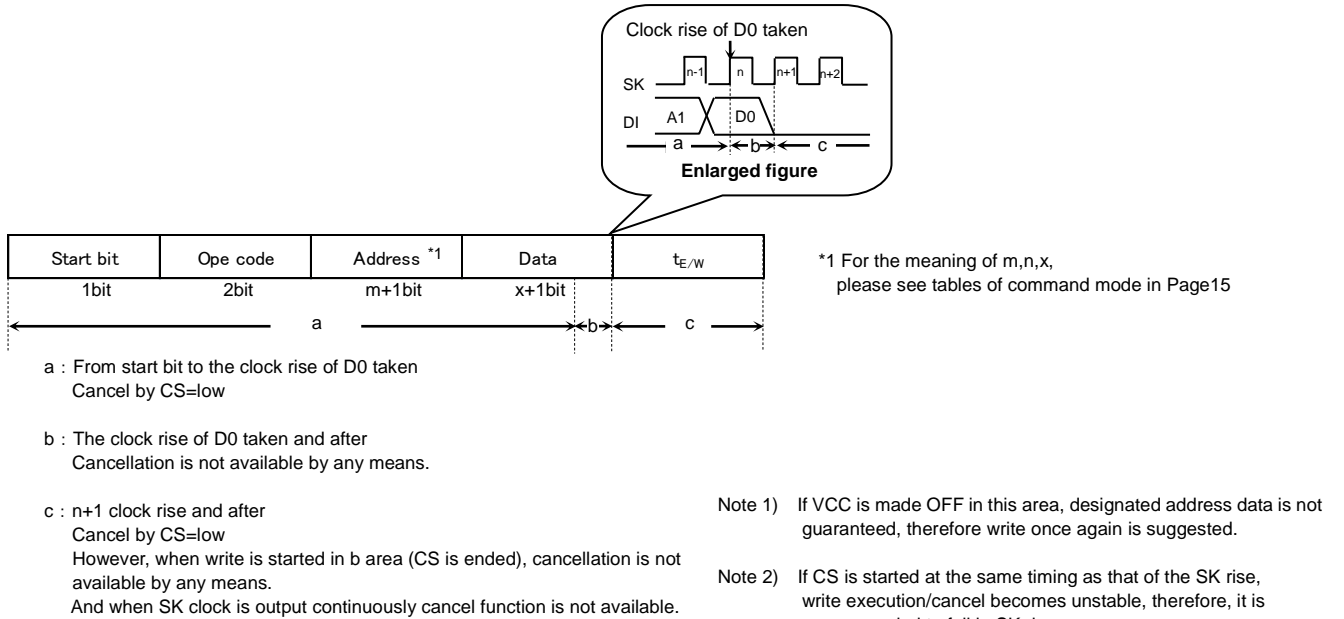 Clock rise of D0 taken
SK
n-1
n
n+1
n+2
DI
A1
D0
a
b
c
Enlarged figure
Start bit
Ope code
Address *1
Data
tE/W
1bit
2bit
m+1bit
x+1bit
a
b
c
*1 For the meaning of m,n,x,
please see tables of command mode in Page15
a : From start bit to the clock rise of D0 taken
Cancel by CS=low
b : The clock rise of D0 taken and after
Cancellation is not available by any means.
c : n+1 clock rise and after
Cancel by CS=low
However, when write is started in b area (CS is ended), cancellation is not
available by any means.
And when SK clock is output continuously cancel function is not available.
Note 1) If VCC is made OFF in this area, designated address data is not
guaranteed, therefore write once again is suggested.
Note 2) If CS is started at the same timing as that of the SK rise,
write execution/cancel becomes unstable, therefore, it is